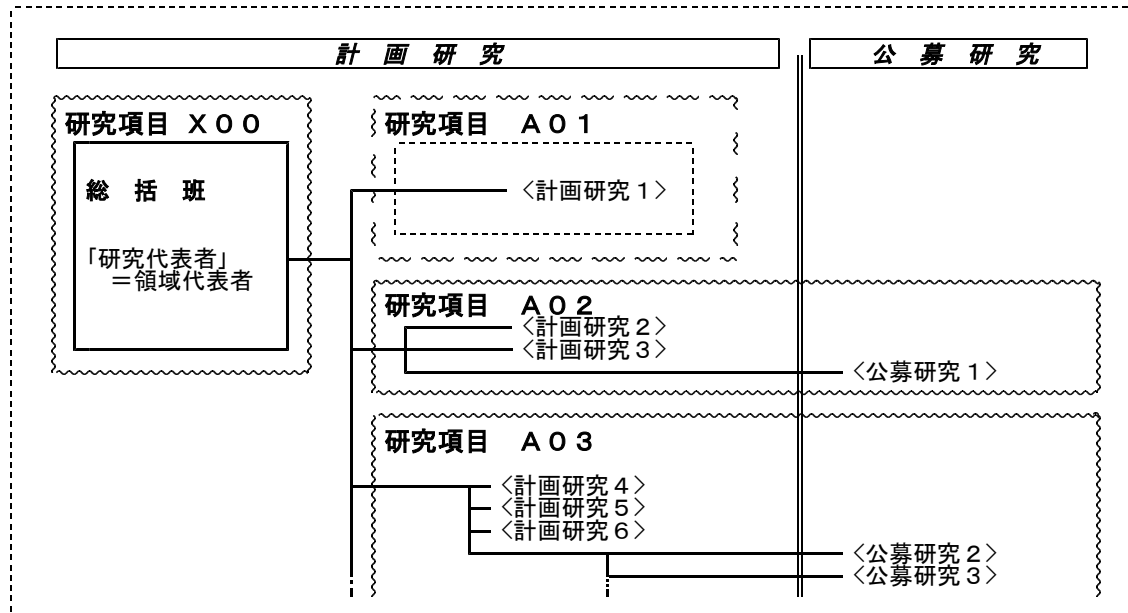 計 画 研 究
公 募 研 究
研究項目 Ｘ００
総 括 班
「研究代表者」
＝領域代表者
研究項目 Ａ０１
〈計画研究１〉
研究項目 Ａ０２
〈計画研究２〉
〈計画研究３〉
〈公募研究１〉
研究項目 Ａ０３
〈計画研究４〉
〈計画研究５〉
〈計画研究６〉
〈公募研究２〉
〈公募研究３〉